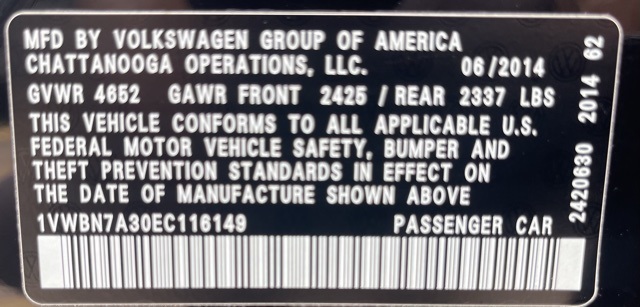 MFD BY VOLKSWAGEN GROUP OF AMERICA
CHATTANOOGA OPERATIONS, LLC. 06/2014
GVWR 4652 GAWR FRONT 2425 / REAR 2337 LBS
THIS VEHICLE CONFORMS TO ALL APPLICABLE U.S.
FEDERAL MOTOR VEHICLE SAFETY, BUMPER AND
THEFT PREVENTION STANDARDS IN EFFECT ON
THE DATE OF MANUFACTURE SHOWN ABOVE
1VWBN7A30EC116149 PASSENGER CAR
2420630 2014 62